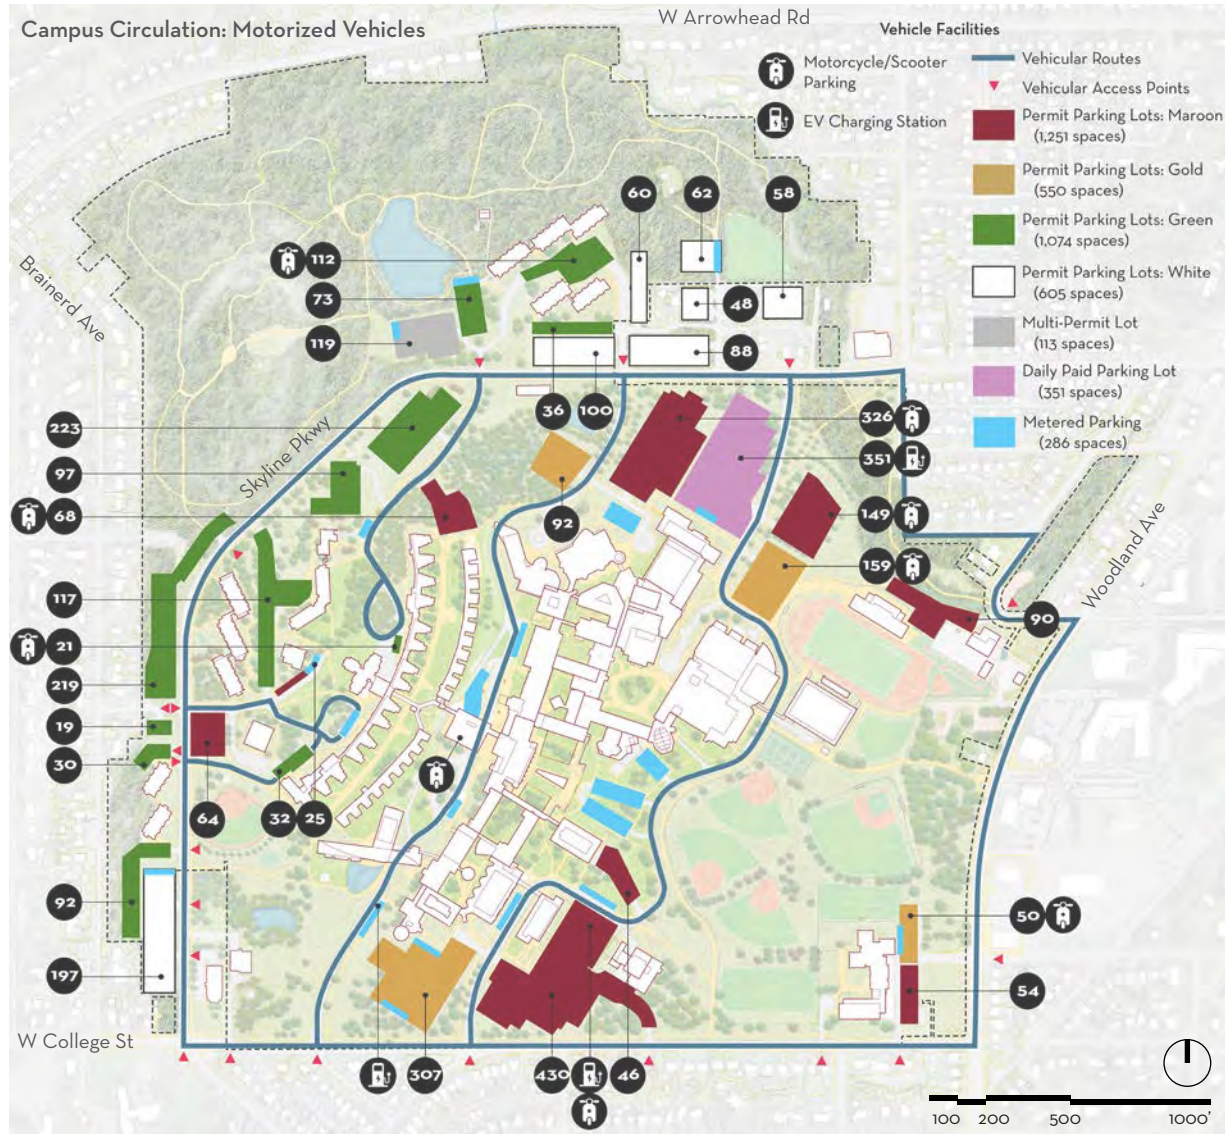 Campus Circulation: Motorized Vehicles
W Arrowhead Rd
Vehicle Facilities
Motorcycle/Scooter
Parking
EV Charging Station
Vehicular Routes
Vehicular Access Points
Permit Parking Lots: Maroon
(1,251 spaces)
Permit Parking Lots: Gold
(550 spaces)
Permit Parking Lots: Green
(1,074 spaces)
Permit Parking Lots: White
(605 spaces)
Multi-Permit Lot
(113 spaces)
Daily Paid Parking Lot
(351 spaces)
Metered Parking
(286 spaces)
60
62
58
112
73
48
119
88
Brainerd Ave
Skyline Pkwy
Woodland Ave
36
100
326
223
351
97
68
92
149
159
117
90
21
219
19
30
64
32
25
92
50
197
54
W College St
307
430
46
100
200
500
1000'